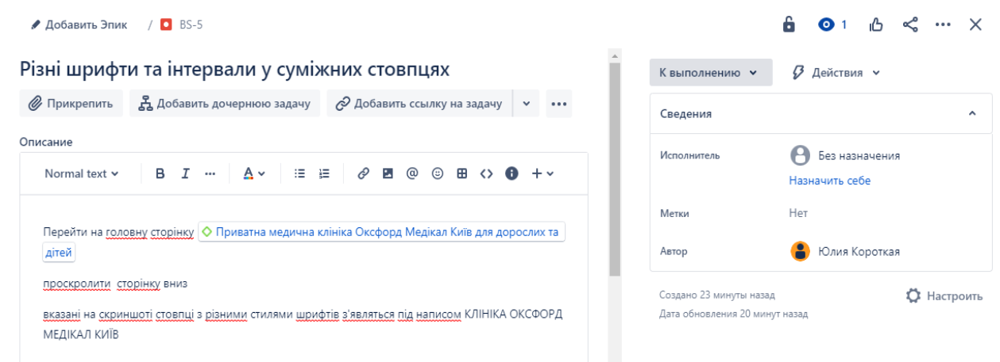 Добавить Эпик / BS-5
1
Різні шрифти та інтервали у суміжних стовпцях
Прикрепить Добавить дочернюю задачу Добавить ссылку на задачу
Описание
Normal text B I A @
Перейти на головну сторінку Приватна медична клініка Оксфорд Медікал Київ для дорослих та
дітей
проскролити сторінку вниз
вказані на скриншоті стовпці з різними стилями шрифтів з'являться під написом КЛІНІКА ОКСФОРД
МЕДІКАЛ КИЇВ
К выполнению Действия
Сведения
Исполнитель Без назначения
Назначить себе
Метки Нет
Автор Юлия Короткая
Создано 23 минуты назад Настроить
Дата обновления 20 минут назад